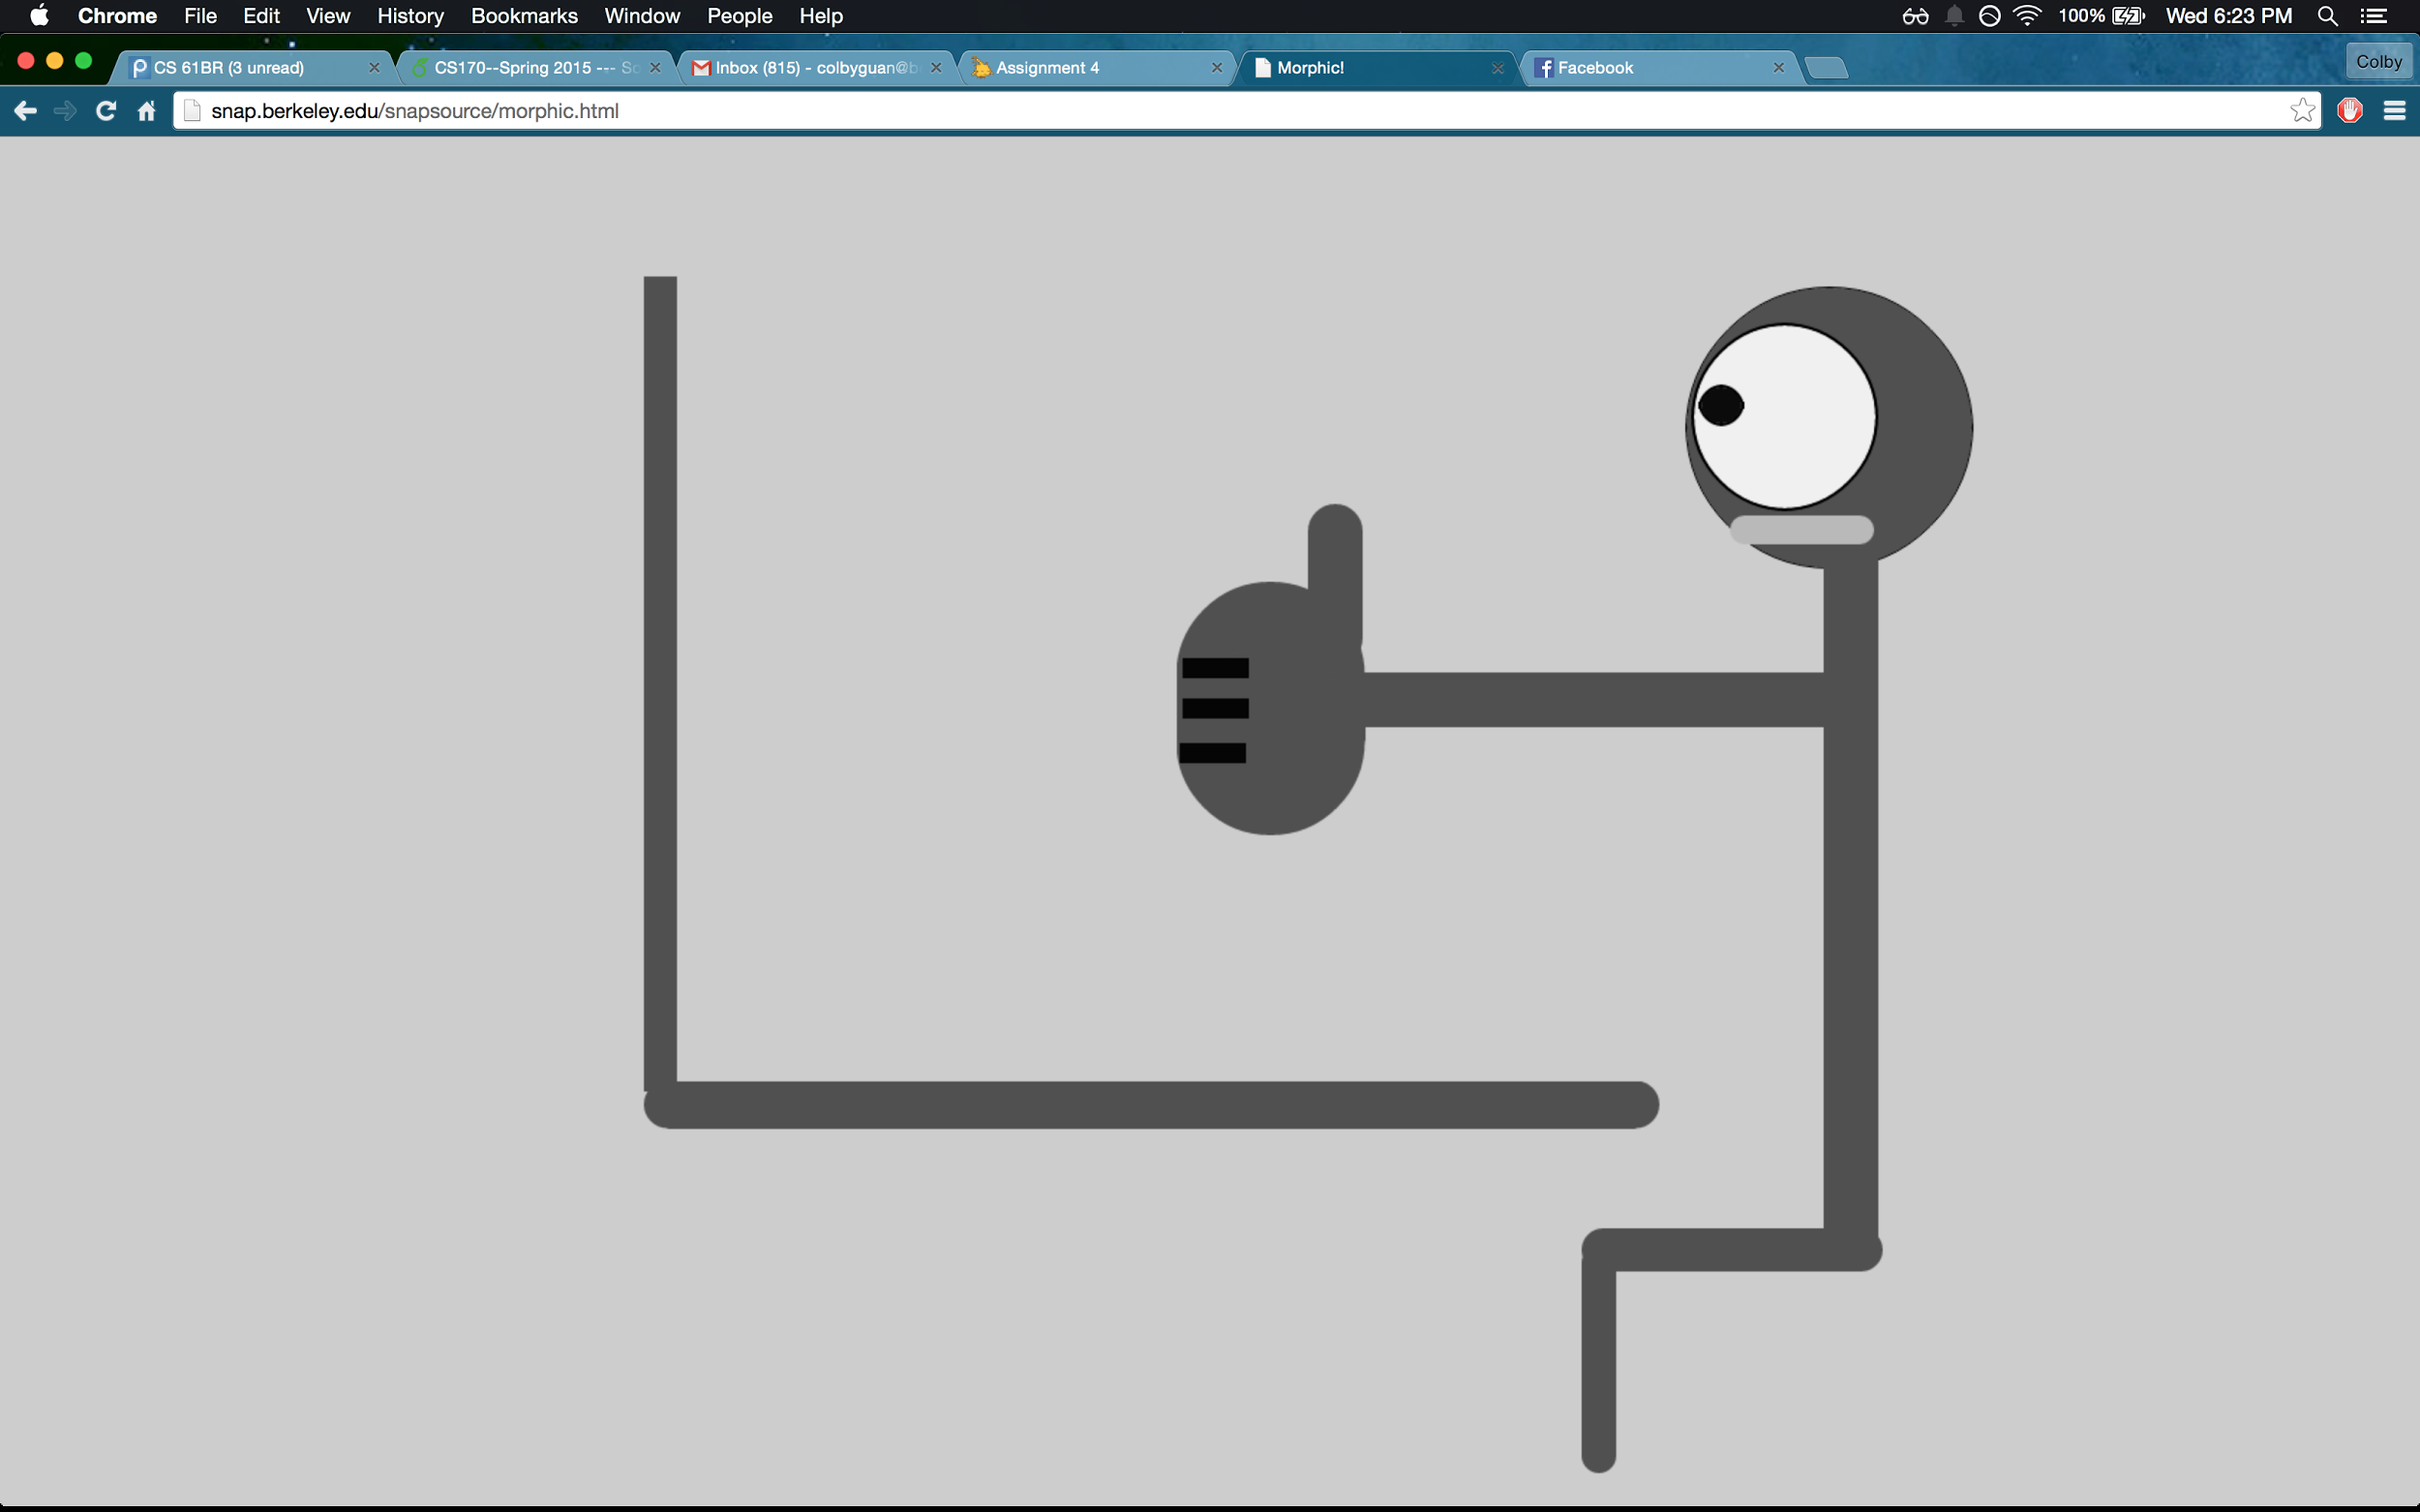 Chrome File Edit View History Bookmarks Window People Help 100% Wed 6:23 PM
CS 61BR (3 unread) CS170--Spring 2015 --- Sc Inbox (815) - colbyguan@b Assignment 4 Morphic! Facebook Colby
snap.berkeley.edu/snapsource/morphic.html